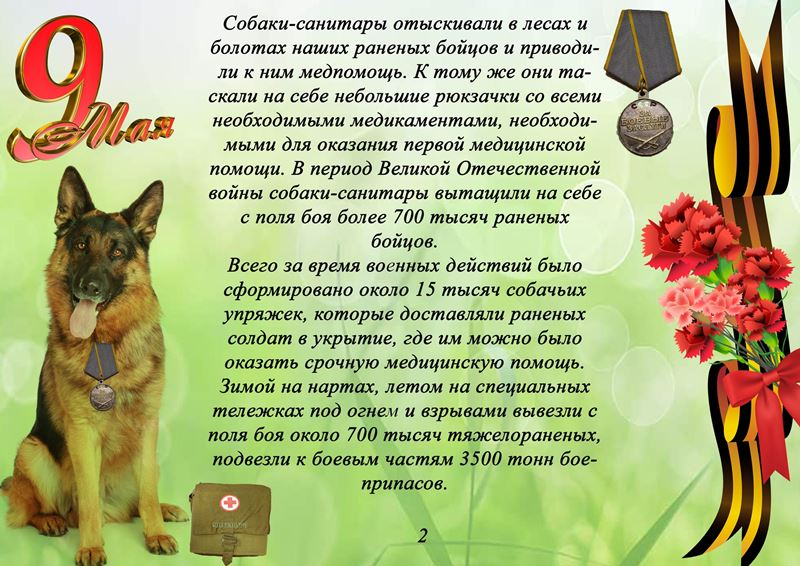 9
Мая
Собаки-санитары отыскивали в лесах и
болотах наших раненых бойцов и приводи-
ли к ним медпомощь. К тому же они та-
скали на себе небольшие рюкзачки со всеми
необходимыми медикаментами, необходи-
мыми для оказания первой медицинской
помощи. В период Великой Отечественной
войны собаки-санитары вытащили на себе
с поля боя более 700 тысяч раненых
бойцов.
Всего за время военных действий было
сформировано около 15 тысяч собачьих
упряжек, которые доставляли раненых
солдат в укрытие, где им можно было
оказать срочную медицинскую помощь.
Зимой на нартах, летом на специальных
тележках под огнем и взрывами вывезли с
поля боя около 700 тысяч тяжелораненых,
подвезли к боевым частям 3500 тонн бое-
припасов.
СССР
ЗА
БОЕВЫЕ
ЗАСЛУГИ
2